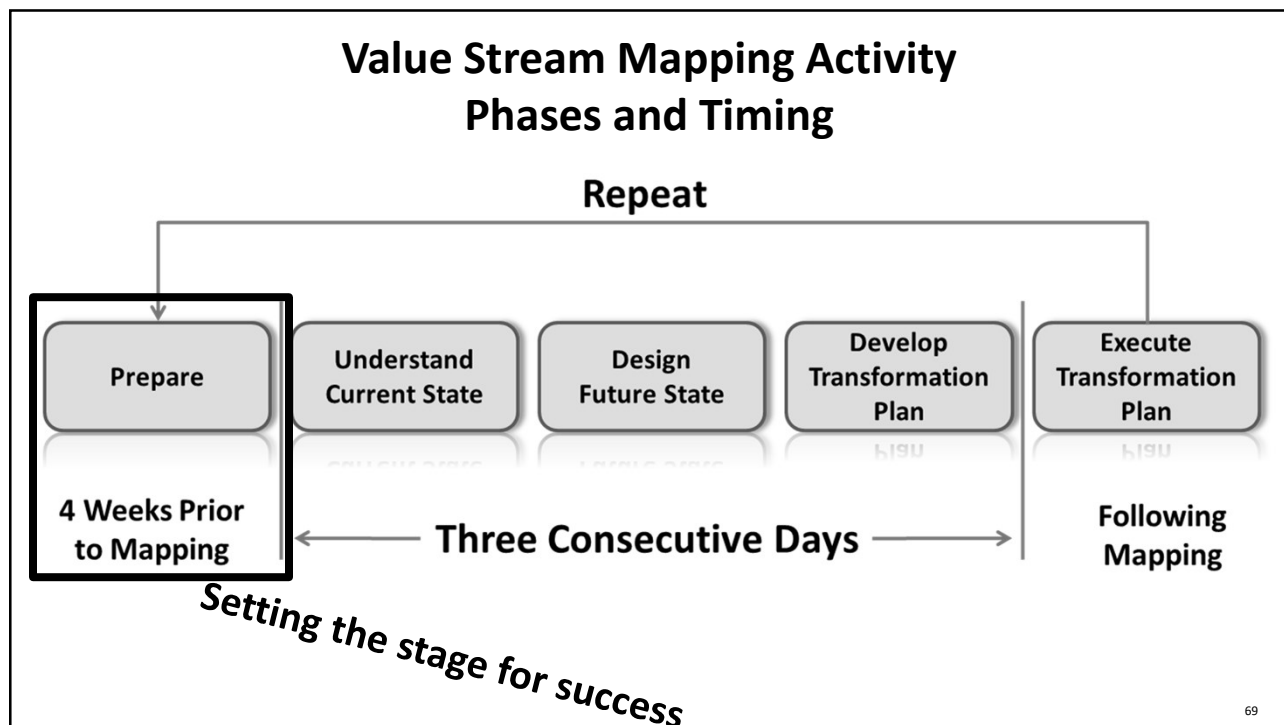 Value Stream Mapping Activity
Phases and Timing
Repeat
Prepare
Understand
Current State
Design
Future State
Develop
Transformation
Plan
Execute
Transformation
Plan
4 Weeks Prior
to Mapping
Three Consecutive Days
Following
Mapping
Setting the stage for success
69